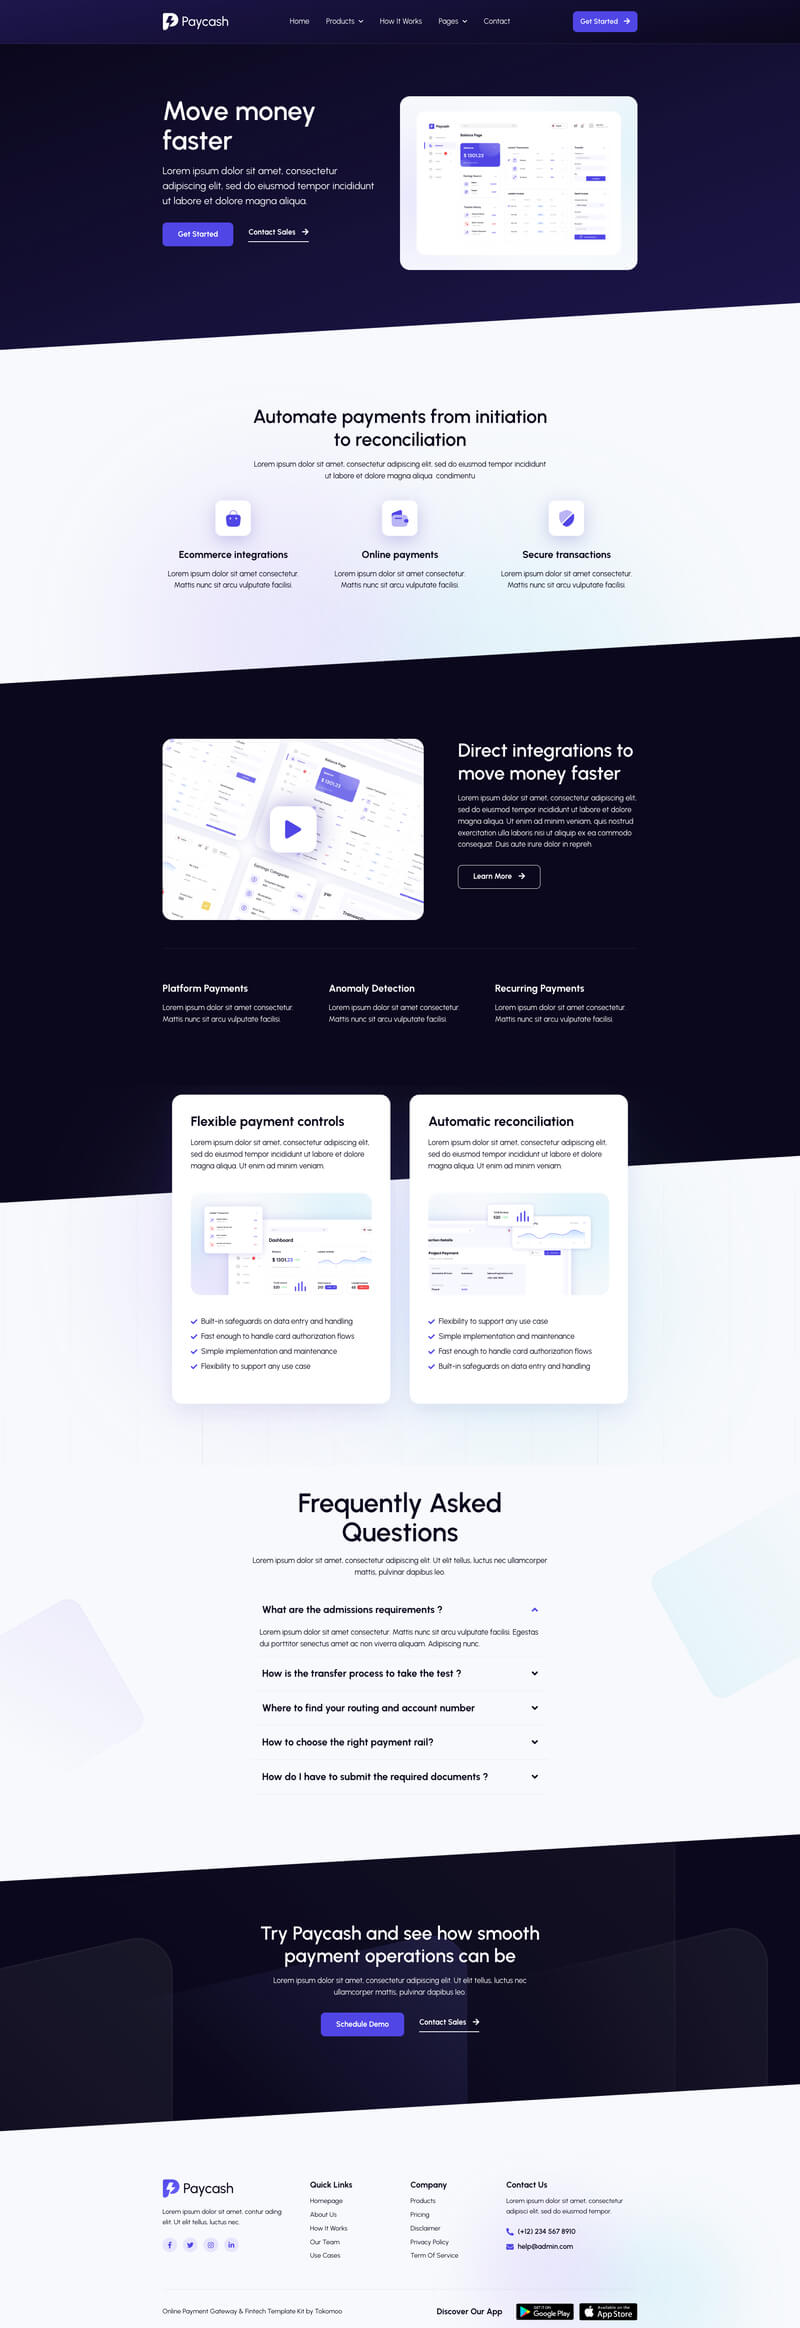 Paycash
Home Products How It Works Pages Contact
Get Started
Move money
faster
Lorem ipsum dolor sit amet, consectetur
adipiscing elit, sed do eiusmod tempor incididunt
ut labore et dolore magna aliqua.
Get Started
Contact Sales
Paycash
Balance Page
$ 1301.23
Automate payments from initiation
to reconciliation
Lorem ipsum dolor sit amet, consectetur adipiscing elit, sed do eiusmod tempor incididunt
ut labore et dolore magna aliqua condimentu
Ecommerce integrations
Lorem ipsum dolor sit amet consectetur.
Mattis nunc sit arcu vulputate facilisi.
Online payments
Lorem ipsum dolor sit amet consectetur.
Mattis nunc sit arcu vulputate facilisi.
Secure transactions
Lorem ipsum dolor sit amet consectetur.
Mattis nunc sit arcu vulputate facilisi.
Balance Page
$ 1301.23
Earnings Categories
Direct integrations to
move money faster
Lorem ipsum dolor sit amet, consectetur adipiscing elit,
sed do eiusmod tempor incididunt ut labore et dolore
magna aliqua. Ut enim ad minim veniam, quis nostrud
exercitation ulla laboris nisi ut aliquip ex ea commodo
consequat. Duis aute irure dolor in repreh
Learn More
Platform Payments
Lorem ipsum dolor sit amet consectetur.
Mattis nunc sit arcu vulputate facilisi.
Anomaly Detection
Lorem ipsum dolor sit amet consectetur.
Mattis nunc sit arcu vulputate facilisi.
Recurring Payments
Lorem ipsum dolor sit amet consectetur.
Mattis nunc sit arcu vulputate facilisi.
Flexible payment controls
Lorem ipsum dolor sit amet, consectetur adipiscing elit,
sed do eiusmod tempor incididunt ut labore et dolore
magna aliqua. Ut enim ad minim veniam.
Dashboard
$ 1301.23
Built-in safeguards on data entry and handling
Fast enough to handle card authorization flows
Simple implementation and maintenance
Flexibility to support any use case
Automatic reconciliation
Lorem ipsum dolor sit amet, consectetur adipiscing elit,
sed do eiusmod tempor incididunt ut labore et dolore
magna aliqua. Ut enim ad minim veniam.
Project Payment
Flexibility to support any use case
Simple implementation and maintenance
Fast enough to handle card authorization flows
Built-in safeguards on data entry and handling
Frequently Asked
Questions
Lorem ipsum dolor sit amet, consectetur adipiscing elit. Ut elit tellus, luctus nec ullamcorper
mattis, pulvinar dapibus leo.
What are the admissions requirements ?
Lorem ipsum dolor sit amet consectetur. Mattis nunc sit arcu vulputate facilisi. Egestas
dui porttitor senectus amet ac non viverra aliquam. Adipiscing nunc.
How is the transfer process to take the test ?
Where to find your routing and account number
How to choose the right payment rail?
How do I have to submit the required documents ?
Try Paycash and see how smooth
payment operations can be
Lorem ipsum dolor sit amet, consectetur adipiscing elit. Ut elit tellus, luctus nec
ullamcorper mattis, pulvinar dapibus leo.
Schedule Demo
Contact Sales
Paycash
Lorem ipsum dolor sit amet, contur ading
elit. Ut elit tellus, luctus nec.
Quick Links
Homepage
About Us
How It Works
Our Team
Use Cases
Company
Products
Pricing
Disclaimer
Privacy Policy
Term Of Service
Contact Us
Lorem ipsum dolor sit amet, consectetur
adipisci elit, sed do eiusmod tempor.
(+12) 234 567 8910
help@admin.com
Online Payment Gateway & Fintech Template Kit by Tokomoo
Discover Our App
GET IT ON
Google Play
Available on the
App Store